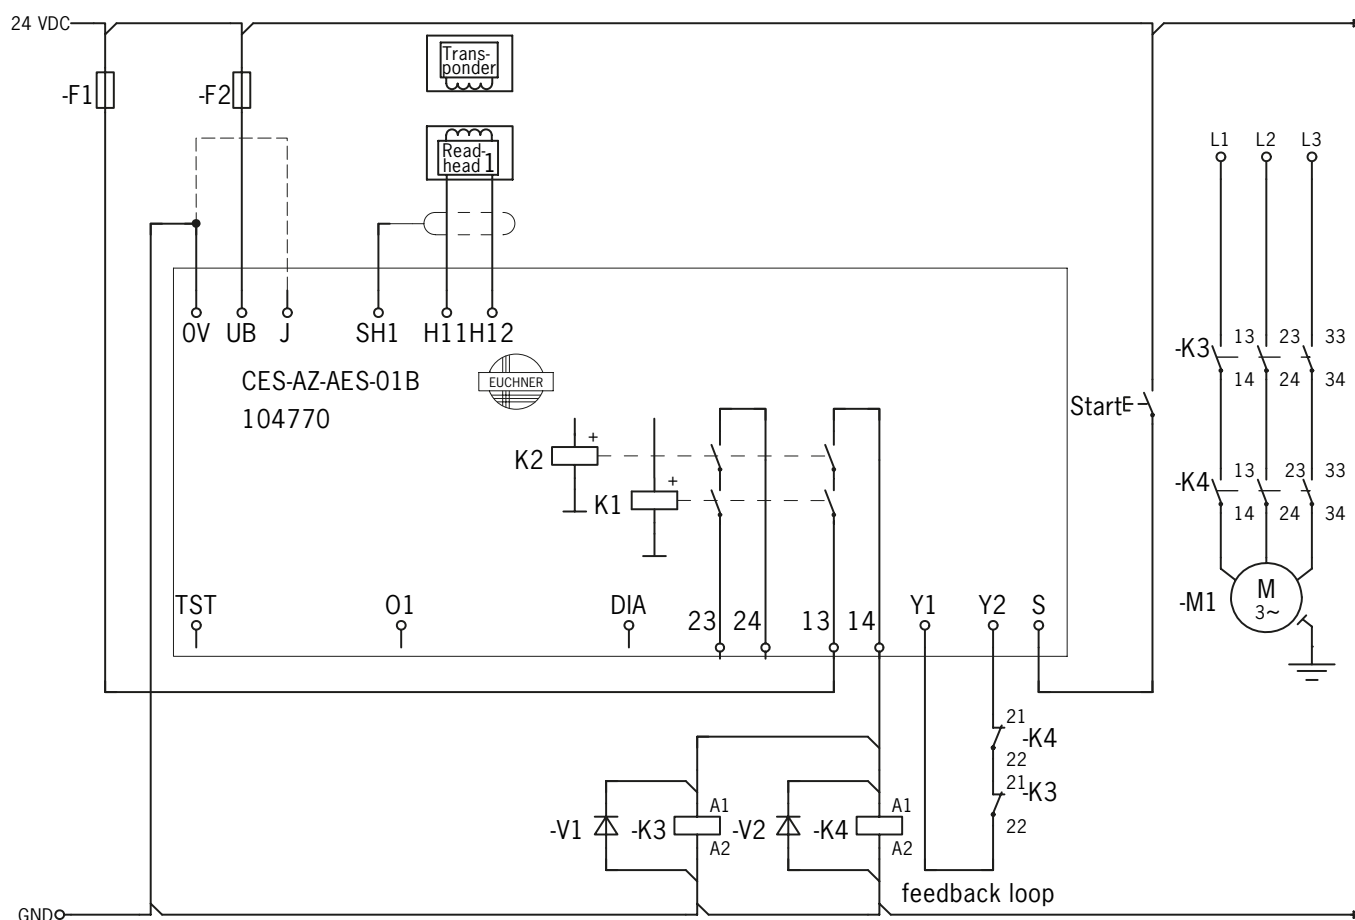 24 VDC
-F1
-F2
Trans-
ponder
Read-
head 1
L1 L2 L3
0V UB J SH1 H11 H12
CES-AZ-AES-01B
104770
EUCHNER
K2
+
K1
+
StartE
-K3
13 23 33
14 24 34
-K4
13 23 33
14 24 34
-M1
M
3~
TST O1 DIA 23 24 13 14 Y1 Y2 S
21
-K4
22
21
-K3
22
-V1
-K3
A1
A2
-V2
-K4
A1
A2
feedback loop
GND